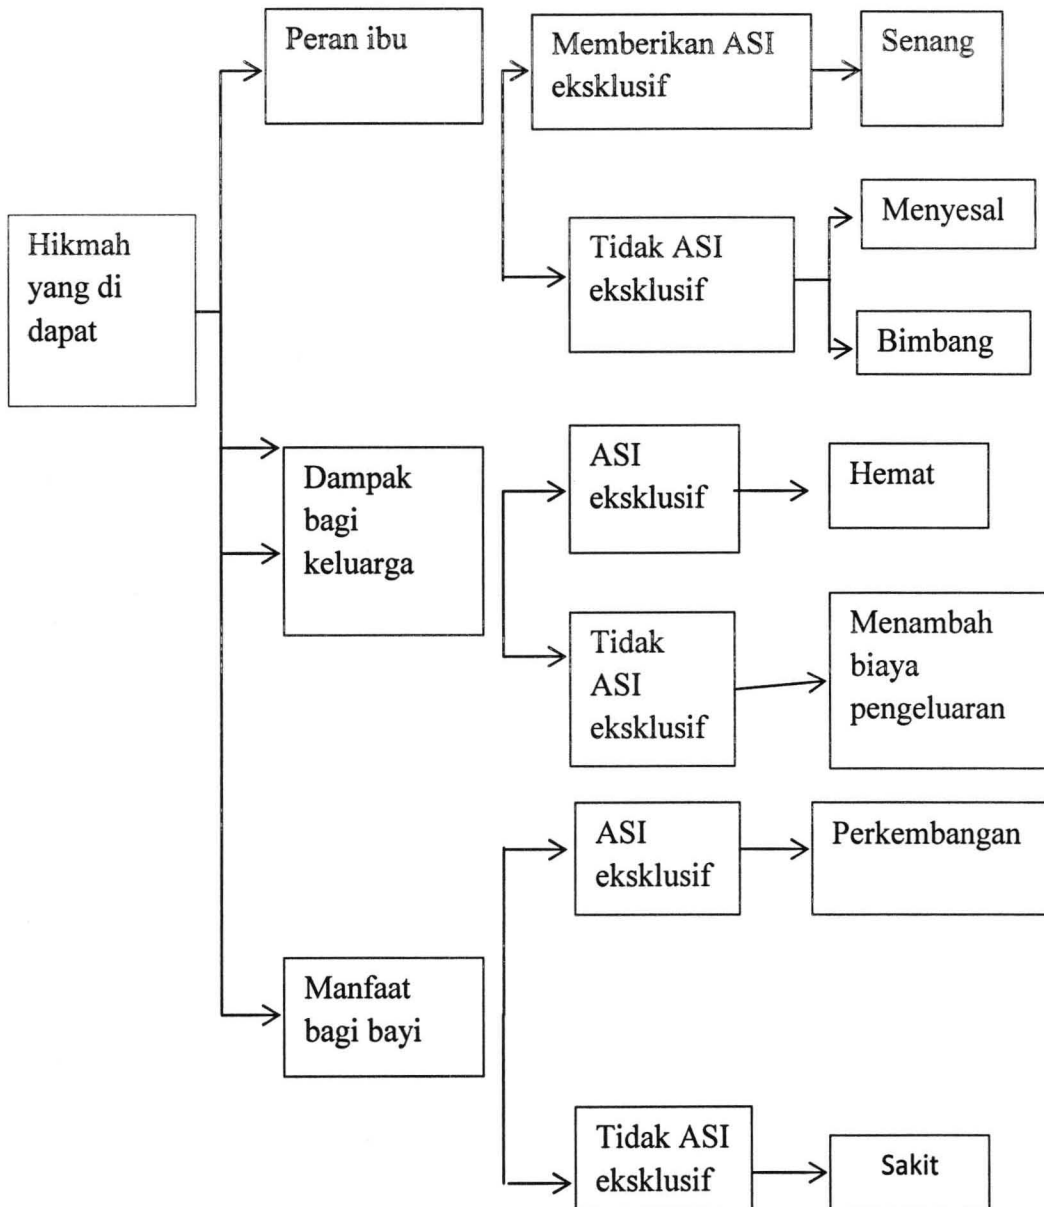 Peran ibu
Memberikan ASI
eksklusif
Senang
Hikmah
yang di
dapat
Tidak ASI
eksklusif
Menyesal
Bimbang
Dampak
bagi
keluarga
ASI
eksklusif
Hemat
Tidak
ASI
eksklusif
Menambah
biaya
pengeluaran
Manfaat
bagi bayi
ASI
eksklusif
Perkembangan
Tidak ASI
eksklusif
Sakit